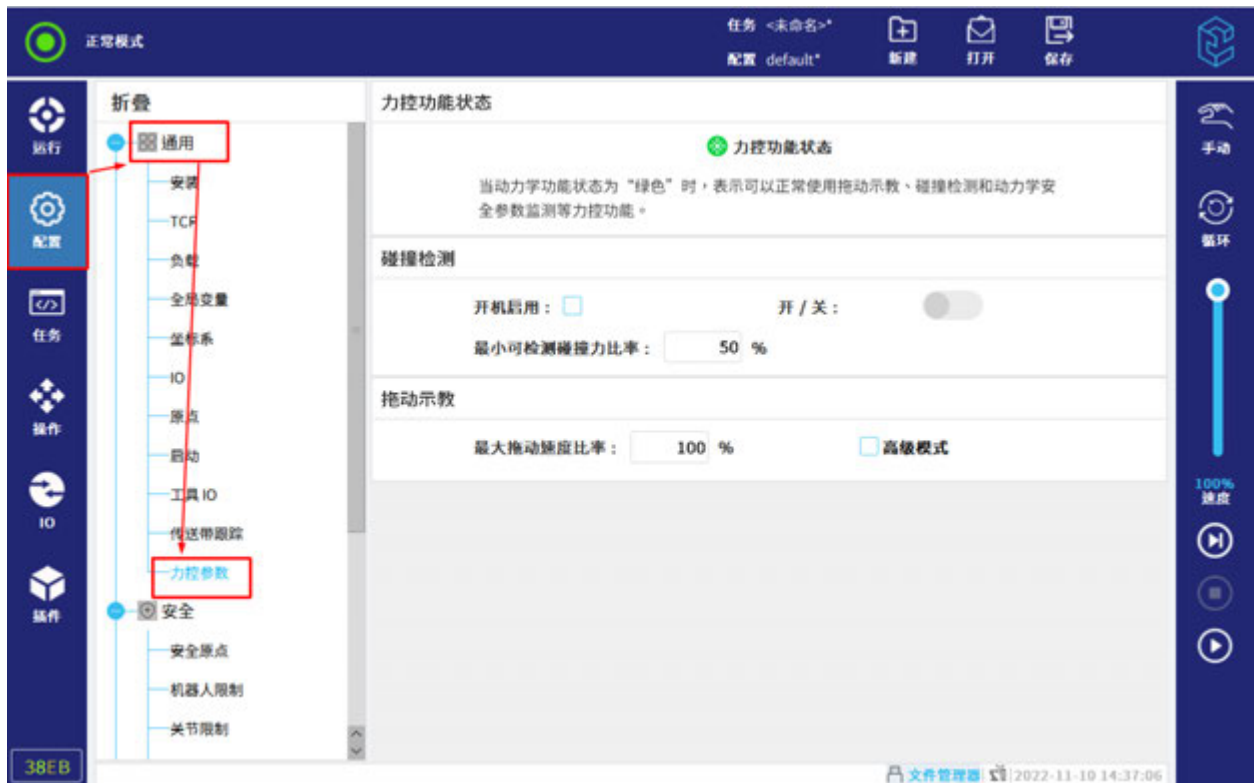 正常模式
任务 <未命名>*
配置 default*
新建
打开
保存
运行
配置
任务
操作
IO
插件
38EB
折叠
通用
安装
TCP
负载
全局变量
坐标系
IO
原点
启动
工具 IO
传送带跟踪
力控参数
安全
安全原点
机器人限制
关节限制
力控功能状态
力控功能状态
当动力学功能状态为“绿色”时，表示可以正常使用拖动示教、碰撞检测和动力学安
全参数监测等力控功能。
碰撞检测
开机启用：
开 / 关：
最小可检测碰撞力比率： 50 %
拖动示教
最大拖动速度比率： 100 %
高级模式
手动
循环
100%
速度
文件管理器
2022-11-10 14:37:06